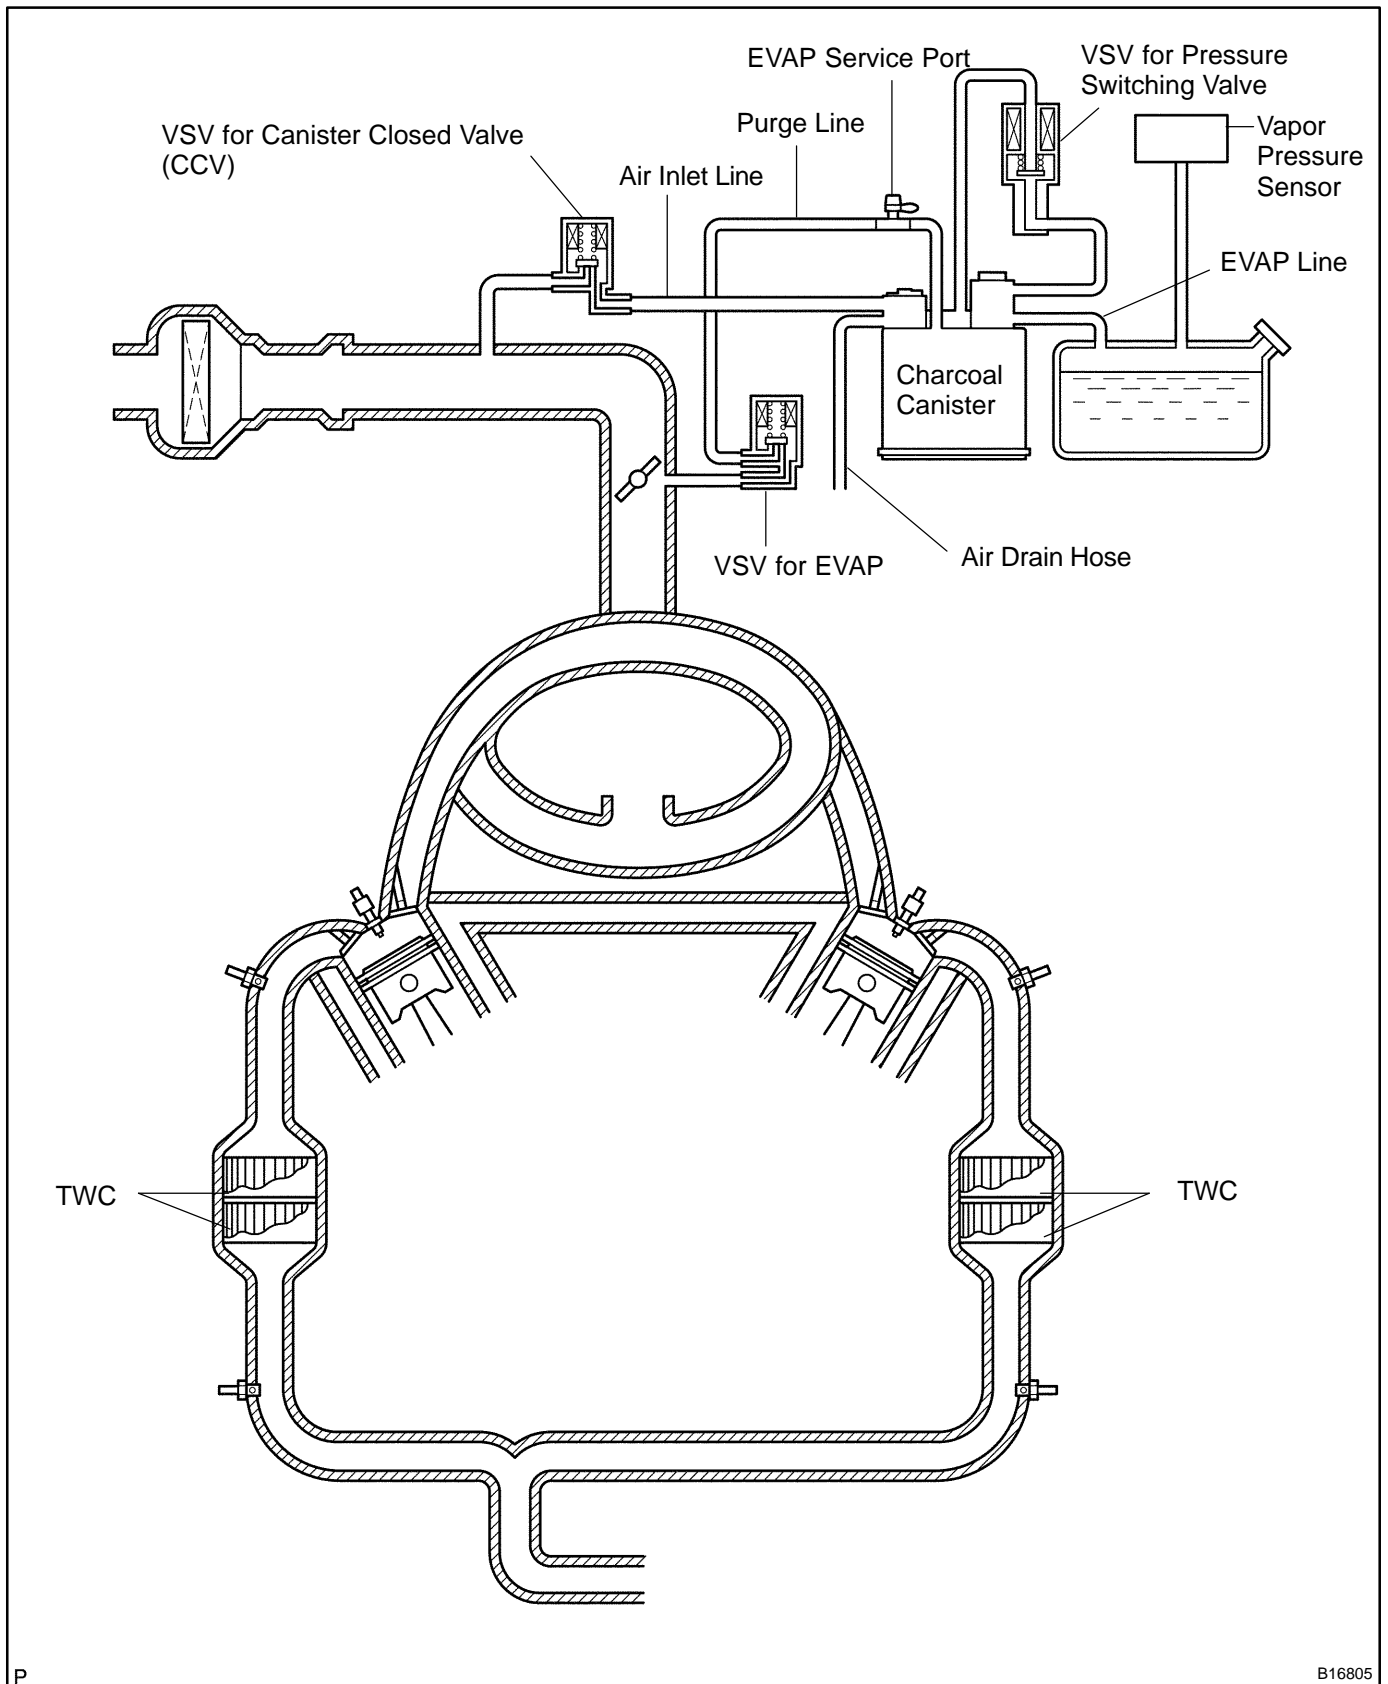 EVAP Service Port
VSV for Pressure
Switching Valve
VSV for Canister Closed Valve
(CCV)
Purge Line
Vapor
Pressure
Sensor
Air Inlet Line
EVAP Line
Charcoal
Canister
VSV for EVAP
Air Drain Hose
TWC
TWC
P
B16805